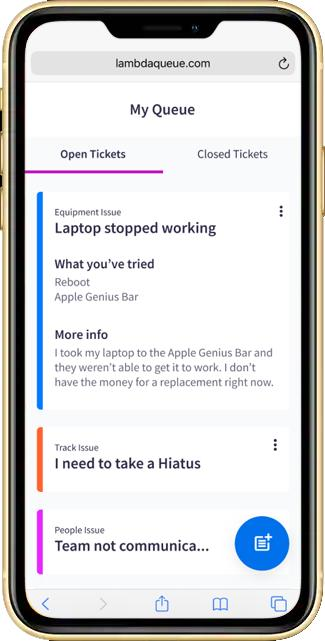 lambdaqueue.com
My Queue
Open Tickets Closed Tickets
Equipment Issue
Laptop stopped working
What you've tried
Reboot
Apple Genius Bar
More info
I took my laptop to the Apple Genius Bar and
they weren't able to get it to work. I don't
have the money for a replacement right now.
Track Issue
I need to take a Hiatus
People Issue
Team not communica...